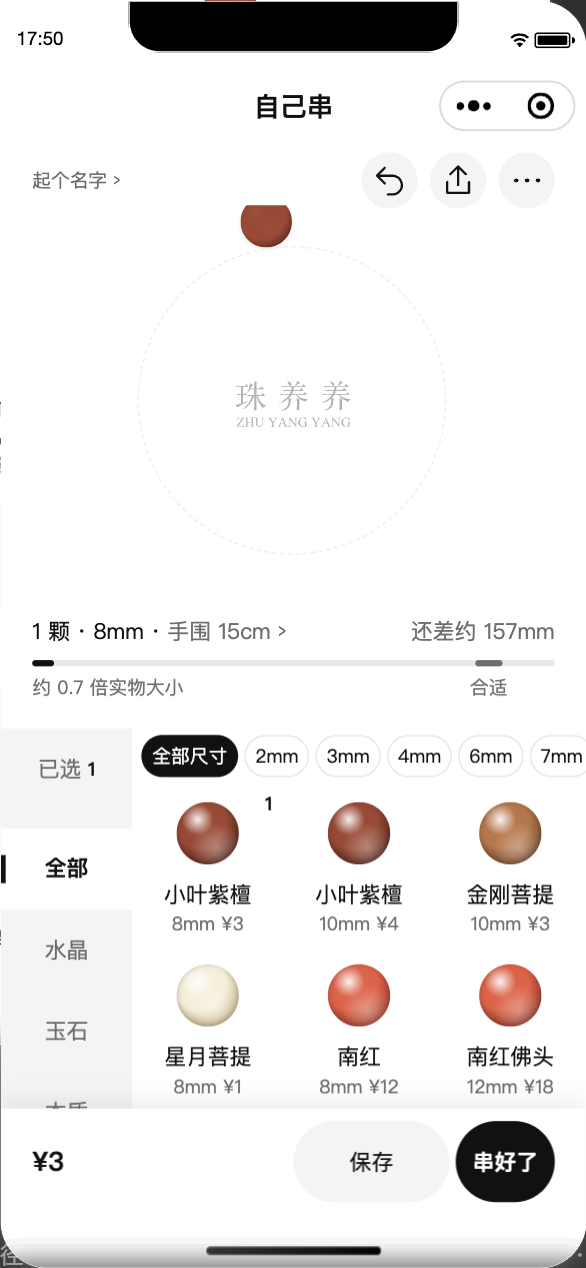 17:50
自己串
起个名字 >
珠养养
ZHU YANG YANG
1 颗 · 8mm · 手围 15cm >
还差约 157mm
约 0.7 倍实物大小
合适
已选 1
全部
水晶
玉石
木质
全部尺寸
2mm
3mm
4mm
6mm
7mm
1
小叶紫檀
8mm ¥3
小叶紫檀
10mm ¥4
金刚菩提
10mm ¥3
星月菩提
8mm ¥1
南红
8mm ¥12
南红佛头
12mm ¥18
¥3
保存
串好了